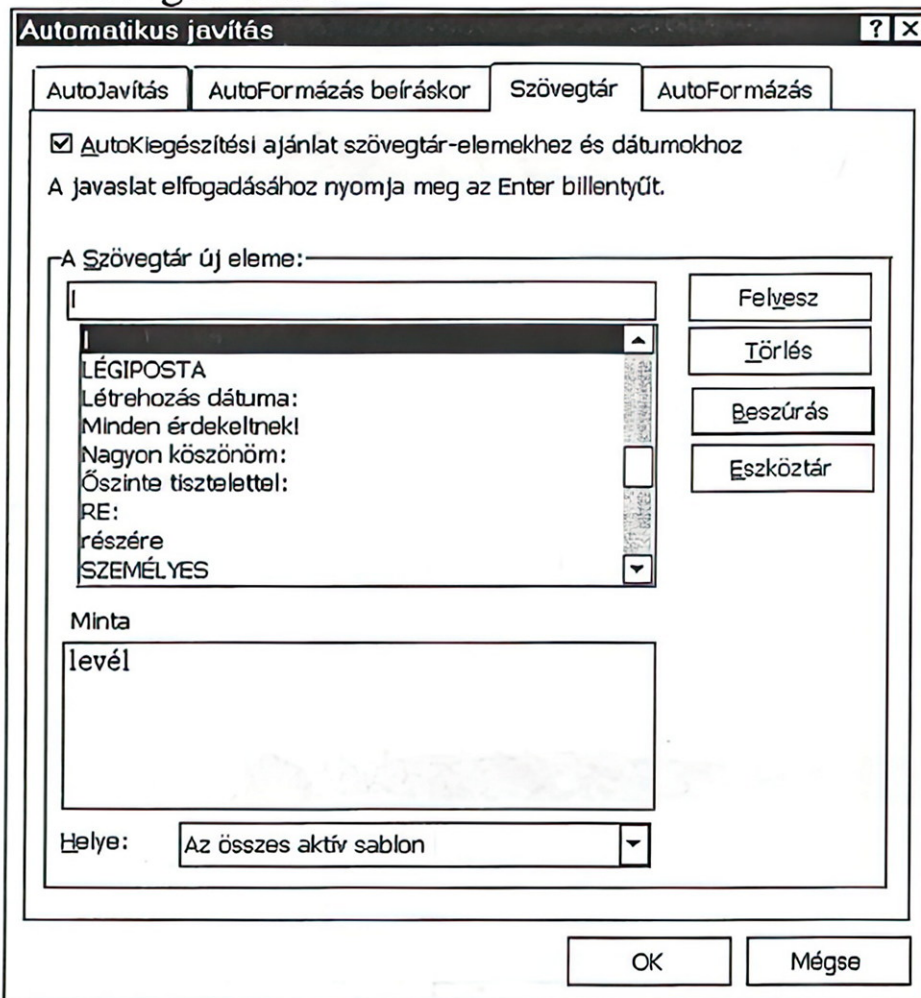 Automatikus javítás
AutoJavítás AutoFormázás beíráskor Szövegtár AutoFormázás
AutoKiegészítési ajánlat szövegtár-elemekhez és dátumokhoz
A javaslat elfogadásához nyomja meg az Enter billentyűt.
A Szövegtár új eleme:
l
Felvesz
l
Törlés
LÉGIPOSTA
Létrehozás dátuma:
Minden érdekeltnek!
Beszúrás
Nagyon köszönöm:
Őszinte tisztelettel:
Eszköztár
RE:
részére
SZEMÉLYES
Minta
levél
Helye: Az összes aktív sablon
OK Mégse